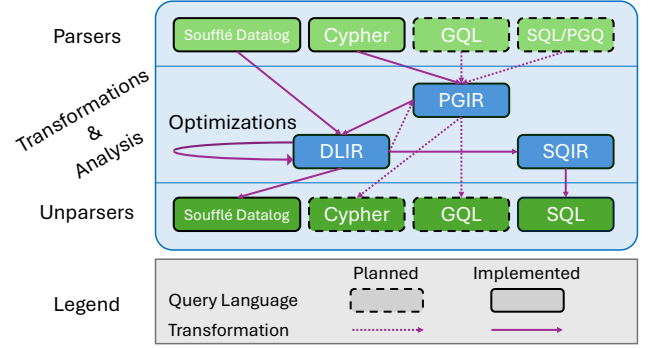 Parsers
Soufflé Datalog
Cypher
GQL
SQL/PGQ
Transformations
&
Analysis
Optimizations
PGIR
DLIR
SQIR
Unparsers
Soufflé Datalog
Cypher
GQL
SQL
Legend
Planned
Implemented
Query Language
Transformation